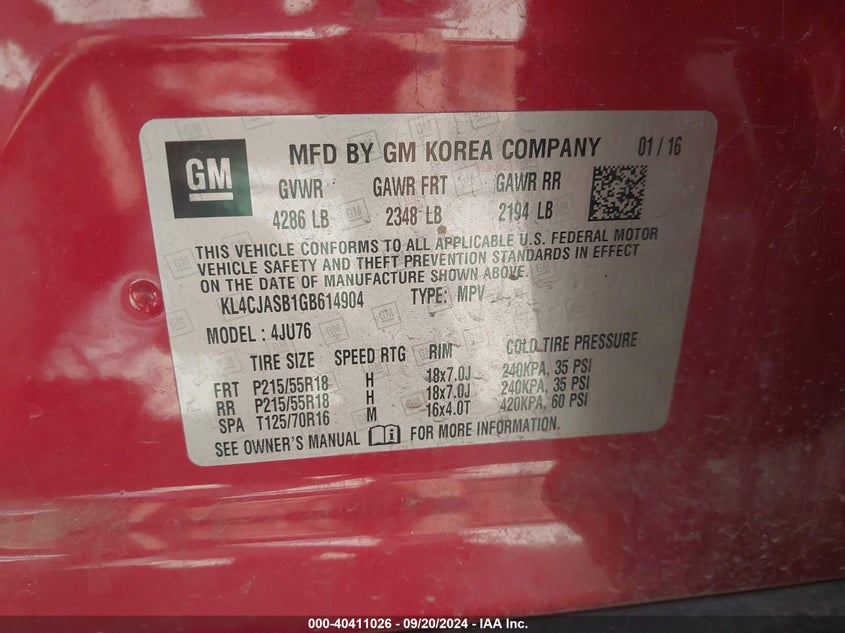 GM
MFD BY GM KOREA COMPANY 01 / 16
GVWR GAWR FRT GAWR RR
4286 LB 2348 LB 2194 LB
THIS VEHICLE CONFORMS TO ALL APPLICABLE U.S. FEDERAL MOTOR
VEHICLE SAFETY AND THEFT PREVENTION STANDARDS IN EFFECT
ON THE DATE OF MANUFACTURE SHOWN ABOVE.
KL4CJASB1GB614904 TYPE: MPV
MODEL : 4JU76
TIRE SIZE SPEED RTG RIM COLD TIRE PRESSURE
FRT P215/55R18 H 18x7.0J 240KPA, 35 PSI
RR P215/55R18 H 18x7.0J 240KPA, 35 PSI
SPA T125/70R16 M 16x4.0T 420KPA, 60 PSI
SEE OWNER'S MANUAL FOR MORE INFORMATION.
000-40411026 - 09/20/2024 - IAA Inc.